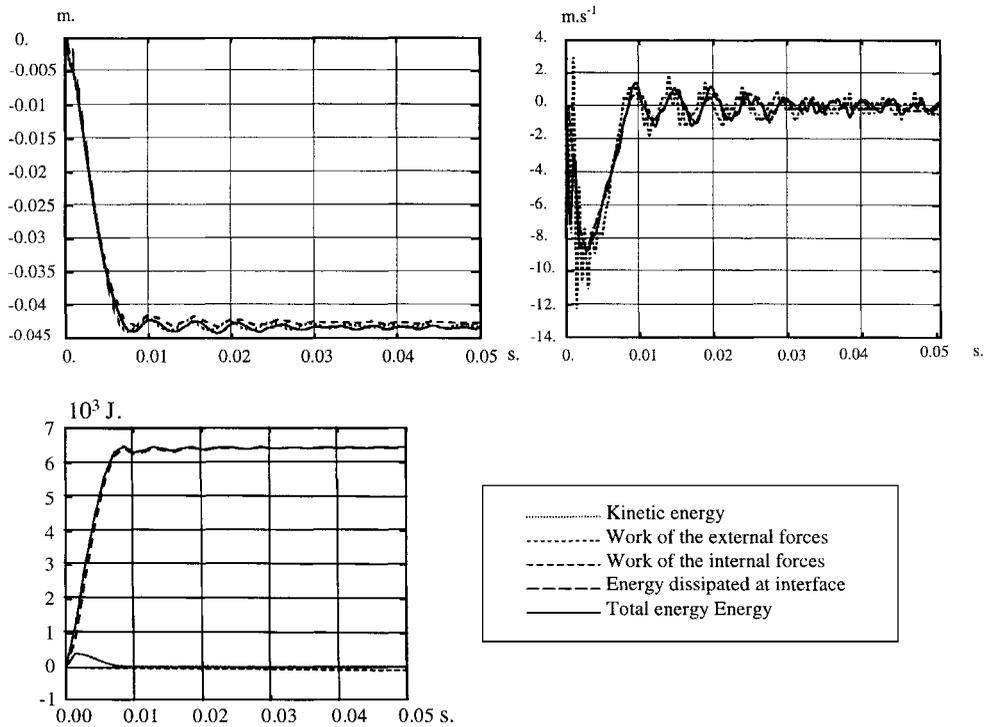 m.
0.
-0.005
-0.01
-0.015
-0.02
-0.025
-0.03
-0.035
-0.04
-0.045
0. 0.01 0.02 0.03 0.04 0.05 s.
m.s-1
4.
2.
0.
-2.
-4.
-6.
-8.
-10.
-12.
-14.
0. 0.01 0.02 0.03 0.04 0.05 s.
10³ J.
7
6
5
4
3
2
1
0
-1
0.00 0.01 0.02 0.03 0.04 0.05 s.
Kinetic energy
Work of the external forces
Work of the internal forces
Energy dissipated at interface
Total energy Energy